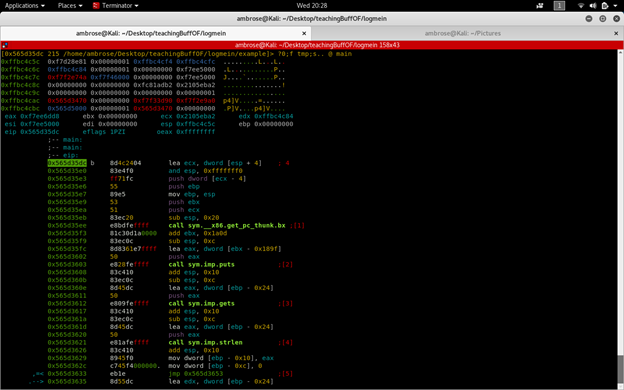 Applications Places Terminator Wed 20:28 1
ambrose@Kali: ~/Desktop/teachingBuffOF/logmein
ambrose@Kali: ~/Desktop/teachingBuffOF/logmein × ambrose@Kali: ~/Pictures ×
ambrose@Kali: ~/Desktop/teachingBuffOF/logmein 158x43
[0x565d35dc 215 /home/ambrose/Desktop/teachingBuffOF/logmein/example]> ?0;f tmp;s.. @ main
0xffbc4c5c 0xf7d28e81 0x00000001 0xffbc4cf4 0xffbc4cfc
0xffbc4c6c 0xffbc4c84 0x00000001 0x00000000 0xf7ee5000
0xffbc4c7c 0xf7f2e24a 0xf7f46000 0x00000000 0xf7ee5000
0xffbc4c8c 0x00000000 0x00000000 0xfc81adb2 0x2105eba2
0xffbc4c9c 0x00000000 0x00000000 0x00000000 0x00000001
0xffbc4cac 0x00000000
0xffbc4cbc 0x565d5000 0x00000001 0x00000000
eax 0xf7ee6dd8 ebx 0x00000000 ecx 0x2105eba2 edx 0xffbc4c84
esi 0xf7ee5000 edi 0x00000000 esp 0xffbc4c5c ebp 0x00000000
eip 0x565d35dc eflags 1PZI oeax 0xffffffff
;-- main:
;-- main:
;-- eip:
0x565d35dc b 8d4c2404 lea ecx, dword [esp + 4] ; 4
0x565d35e0 83e4f0 and esp, 0xfffffff0
0x565d35e3 ff71fc push dword [ecx - 4]
0x565d35e6 55 push ebp
0x565d35e7 89e5 mov ebp, esp
0x565d35e9 53 push ebx
0x565d35ea 51 push ecx
0x565d35eb 83ec20 sub esp, 0x20
0x565d35ee e8bdfeffff call sym.__x86.get_pc_thunk.bx ;[1]
0x565d35f3 81c30d1a0000 add ebx, 0x1a0d
0x565d35f9 83ec0c sub esp, 0xc
0x565d35fc 8d8361e7ffff lea eax, dword [ebx - 0x189f]
0x565d3602 50 push eax
0x565d3603 e828feffff call sym.imp.puts ;[2]
0x565d3608 83c410 add esp, 0x10
0x565d360b 83ec0c sub esp, 0xc
0x565d360e 8d45dc lea eax, dword [ebp - 0x24]
0x565d3611 50 push eax
0x565d3612 e809feffff call sym.imp.gets ;[3]
0x565d3617 83c410 add esp, 0x10
0x565d361a 83ec0c sub esp, 0xc
0x565d361d 8d45dc lea eax, dword [ebp - 0x24]
0x565d3620 50 push eax
0x565d3621 e81afeffff call sym.imp.strlen ;[4]
0x565d3626 83c410 add esp, 0x10
0x565d3629 8945f0 mov dword [ebp - 0x10], eax
0x565d362c c745f4000000. mov dword [ebp - 0xc], 0
,=< 0x565d3633 eb1e jmp 0x565d3653 ;[5]
.--> 0x565d3635 8d55dc lea edx, dword [ebp - 0x24]